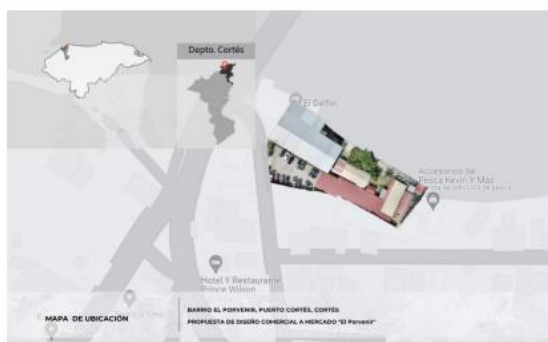 Depto. Cortés
El Delfin
Accesorios de
Pesca Kevin Y Mas
Hotel Y Restaurante
Prince Wilson
MAPA DE UBICACIÓN
BARRIO EL PORVENIR, PUERTO CORTÉS, CORTÉS
PROPUESTA DE DISEÑO COMERCIAL A MERCADO "El Porvenir"